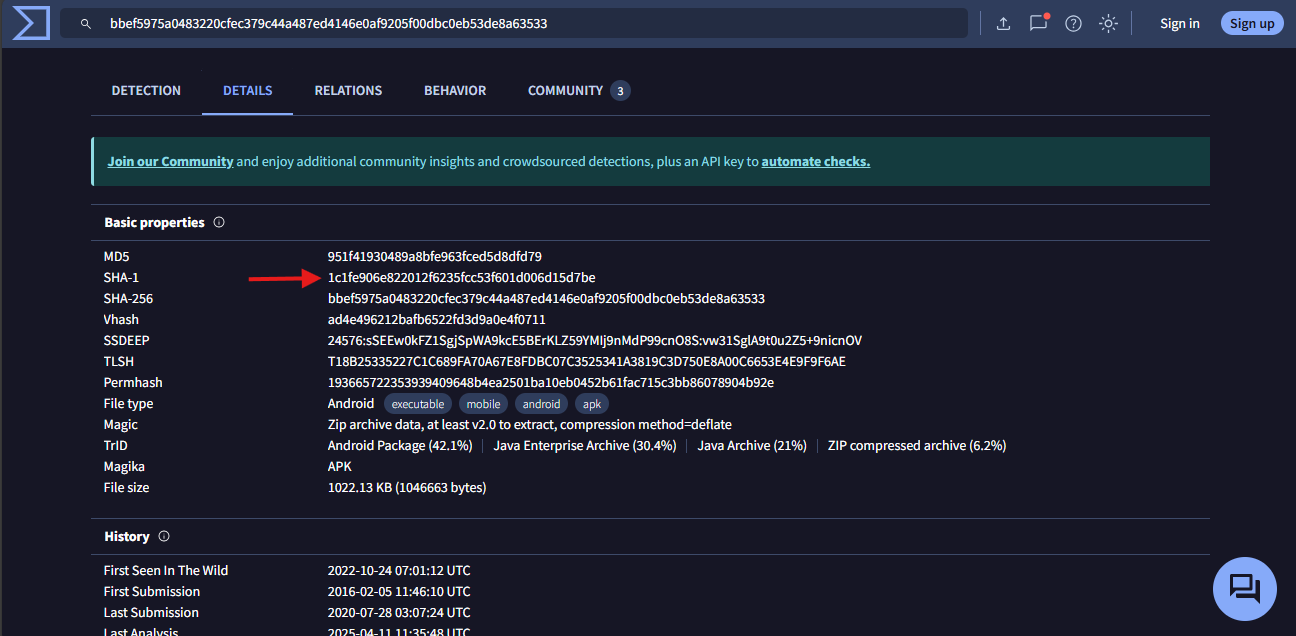 bbef5975a0483220cfec379c44a487ed4146e0af9205f00dbc0eb53de8a63533 Sign in Sign up
DETECTION DETAILS RELATIONS BEHAVIOR COMMUNITY 3
Join our Community and enjoy additional community insights and crowdsourced detections, plus an API key to automate checks.
Basic properties
MD5 951f41930489a8bfe963fced5d8dfd79
SHA-1 1c1fe906e822012f6235fcc53f601d006d15d7be
SHA-256 bbef5975a0483220cfec379c44a487ed4146e0af9205f00dbc0eb53de8a63533
Vhash ad4e496212bafb6522fd3d9a0e4f0711
SSDEEP 24576:sSEEw0kFZ1SgjSpWA9kcE5BErKLZ59YMIj9nMdP99cnO8S:vw31SglA9t0u2Z5+9nicnOV
TLSH T18B25335227C1C689FA70A67E8FDBC07C3525341A3819C3D750E8A00C6653E4E9F9F6AE
Permhash 193665722353939409648b4ea2501ba10eb0452b61fac715c3bb86078904b92e
File type Android executable mobile android apk
Magic Zip archive data, at least v2.0 to extract, compression method=deflate
TrID Android Package (42.1%) Java Enterprise Archive (30.4%) Java Archive (21%) ZIP compressed archive (6.2%)
Magika APK
File size 1022.13 KB (1046663 bytes)
History
First Seen In The Wild 2022-10-24 07:01:12 UTC
First Submission 2016-02-05 11:46:10 UTC
Last Submission 2020-07-28 03:07:24 UTC
Last Analysis 2025-04-11 11:35:48 UTC